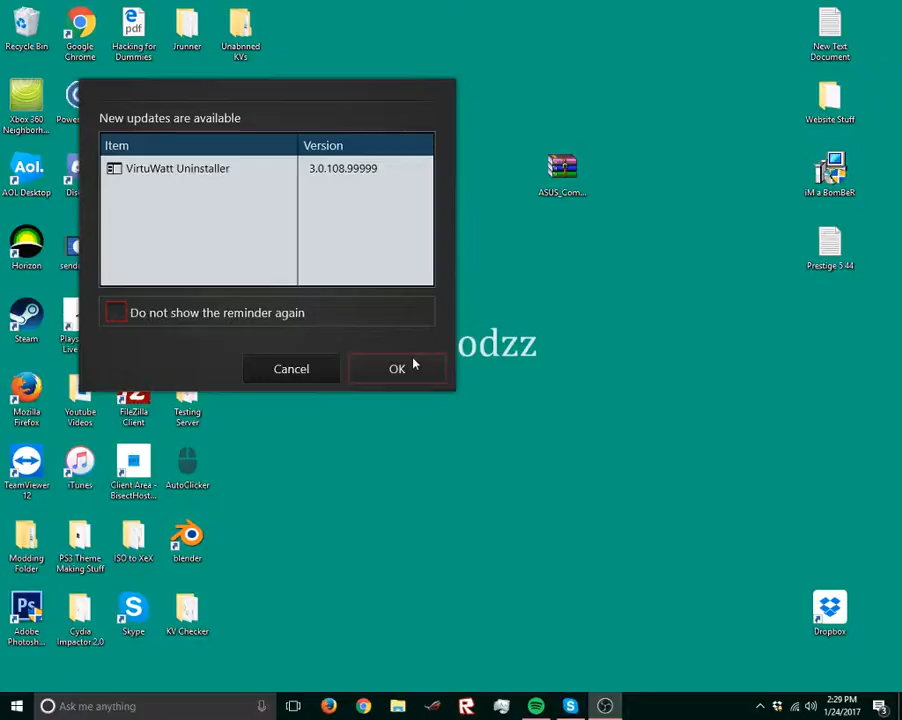 Recycle Bin
Google
Chrome
Hacking for
Dummies
Jrunner
Unabnned
KVs
New Text
Document
New updates are available
Item
Version
VirtuWatt Uninstaller
3.0.108.99999
Do not show the reminder again
Cancel
OK
Xbox 360
Neighborh...
Website Stuff
Aol.
AOL Desktop
ASUS_Com...
iM a BomBeR
Horizon
Prestige 5.44
odzz
Steam
Mozilla
Firefox
Youtube
Videos
FileZilla
Client
Testing
Server
TeamViewer
12
iTunes
Client Area -
BisectHost...
AutoClicker
Modding
Folder
PS3 Theme
Making Stuff
ISO to XeX
blender
Adobe
Photosh...
Cydia
Impactor 2.0
Skype
KV Checker
Dropbox
Ask me anything
2:29 PM
1/24/2017